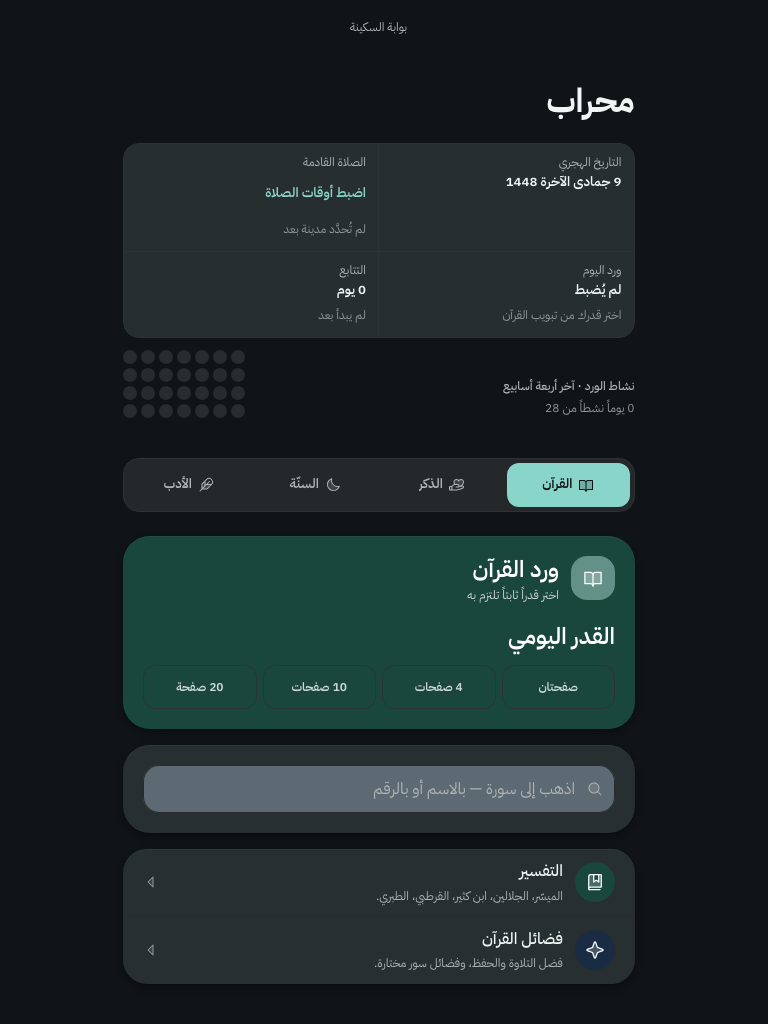 بوابة السكينة
محراب
التاريخ الهجري
9 جمادى الآخرة 1448
الصلاة القادمة
اضبط أوقات الصلاة
لم تُحدَّد مدينة بعد
ورد اليوم
لم يُضبط
اختر قدرك من تبويب القرآن
التتابع
0 يوم
لم يبدأ بعد
نشاط الورد · آخر أربعة أسابيع
0 يوماً نشطاً من 28
القرآن
الذكر
السنّة
الأدب
ورد القرآن
اختر قدراً ثابتاً تلتزم به
القدر اليومي
صفحتان
4 صفحات
10 صفحات
20 صفحة
اذهب إلى سورة — بالاسم أو بالرقم
التفسير
الميسّر، الجلالين، ابن كثير، القرطبي، الطبري.
فضائل القرآن
فضل التلاوة والحفظ، وفضائل سور مختارة.